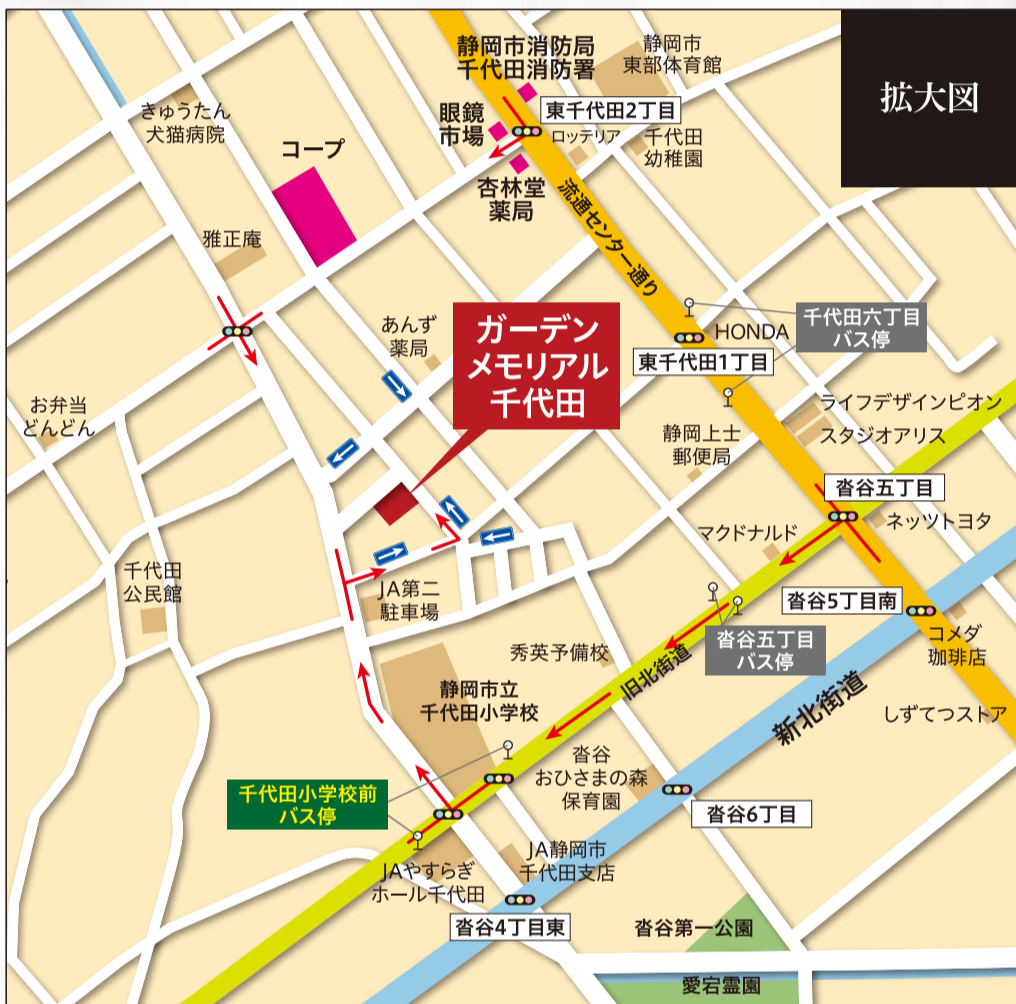 拡大図
静岡市消防局
千代田消防署
静岡市
東部体育館
きゅうたん
犬猫病院
眼鏡
市場
東千代田2丁目
ロッテリア
千代田
幼稚園
コープ
杏林堂
薬局
流通センター通り
雅正庵
あんず
薬局
ガーデン
メモリアル
千代田
HONDA
千代田六丁目
バス停
東千代田1丁目
お弁当
どんどん
ライフデザインピオン
スタジオアリス
静岡上土
郵便局
沓谷五丁目
ネッツトヨタ
マクドナルド
千代田
公民館
JA第二
駐車場
沓谷5丁目南
コメダ
珈琲店
沓谷五丁目
バス停
秀英予備校
旧北街道
静岡市立
千代田小学校
新北街道
しずてつストア
沓谷
おひさまの森
保育園
千代田小学校前
バス停
沓谷6丁目
JA静岡市
千代田支店
JAやすらぎ
ホール千代田
沓谷4丁目東
沓谷第一公園
愛宕霊園